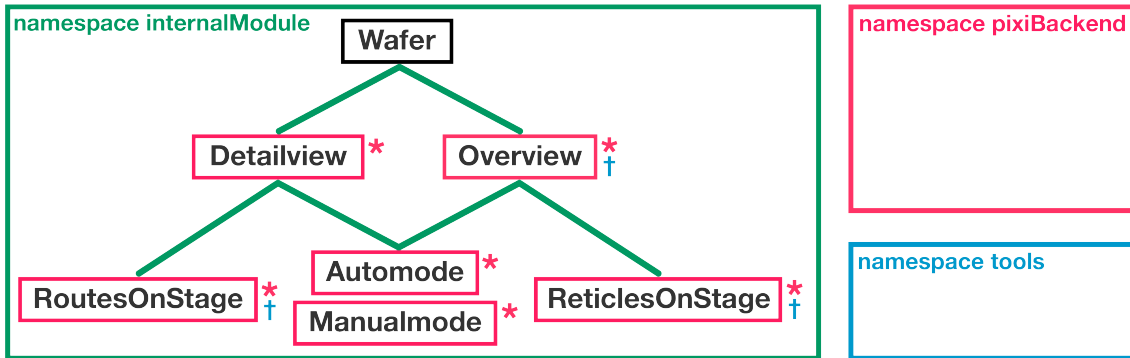 namespace internalModule
Wafer
Detailview *
Overview *
†
Automode *
RoutesOnStage *
†
Manualmode *
ReticlesOnStage *
†
namespace pixiBackend
namespace tools